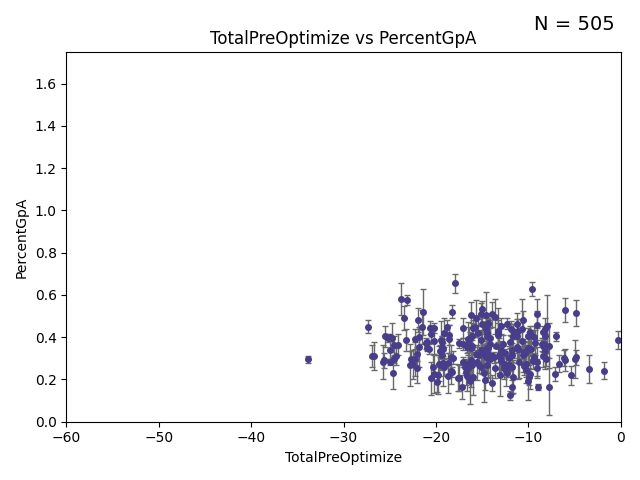 N = 505
TotalPreOptimize vs PercentGpA
1.6
1.4
1.2
1.0
0.8
0.6
0.4
0.2
0.0
PercentGpA
−60 −50 −40 −30 −20 −10 0
TotalPreOptimize